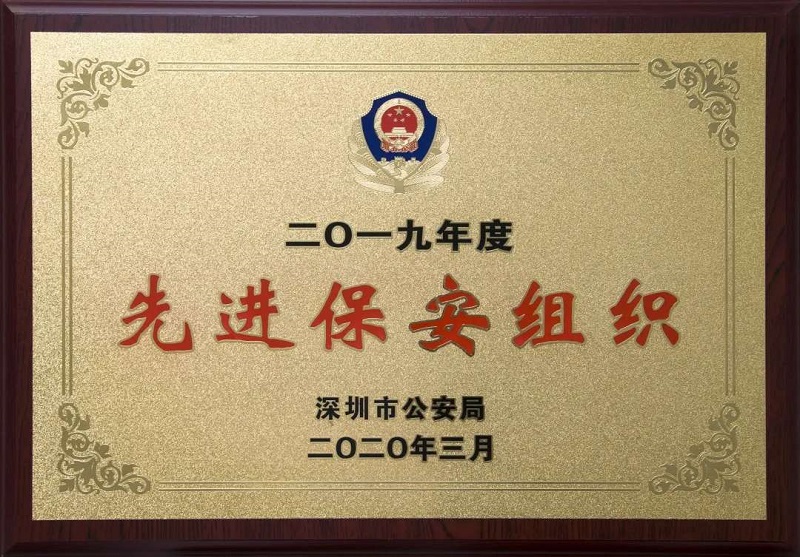 二〇一九年度
先进保安组织
深圳市公安局
二〇二〇年三月